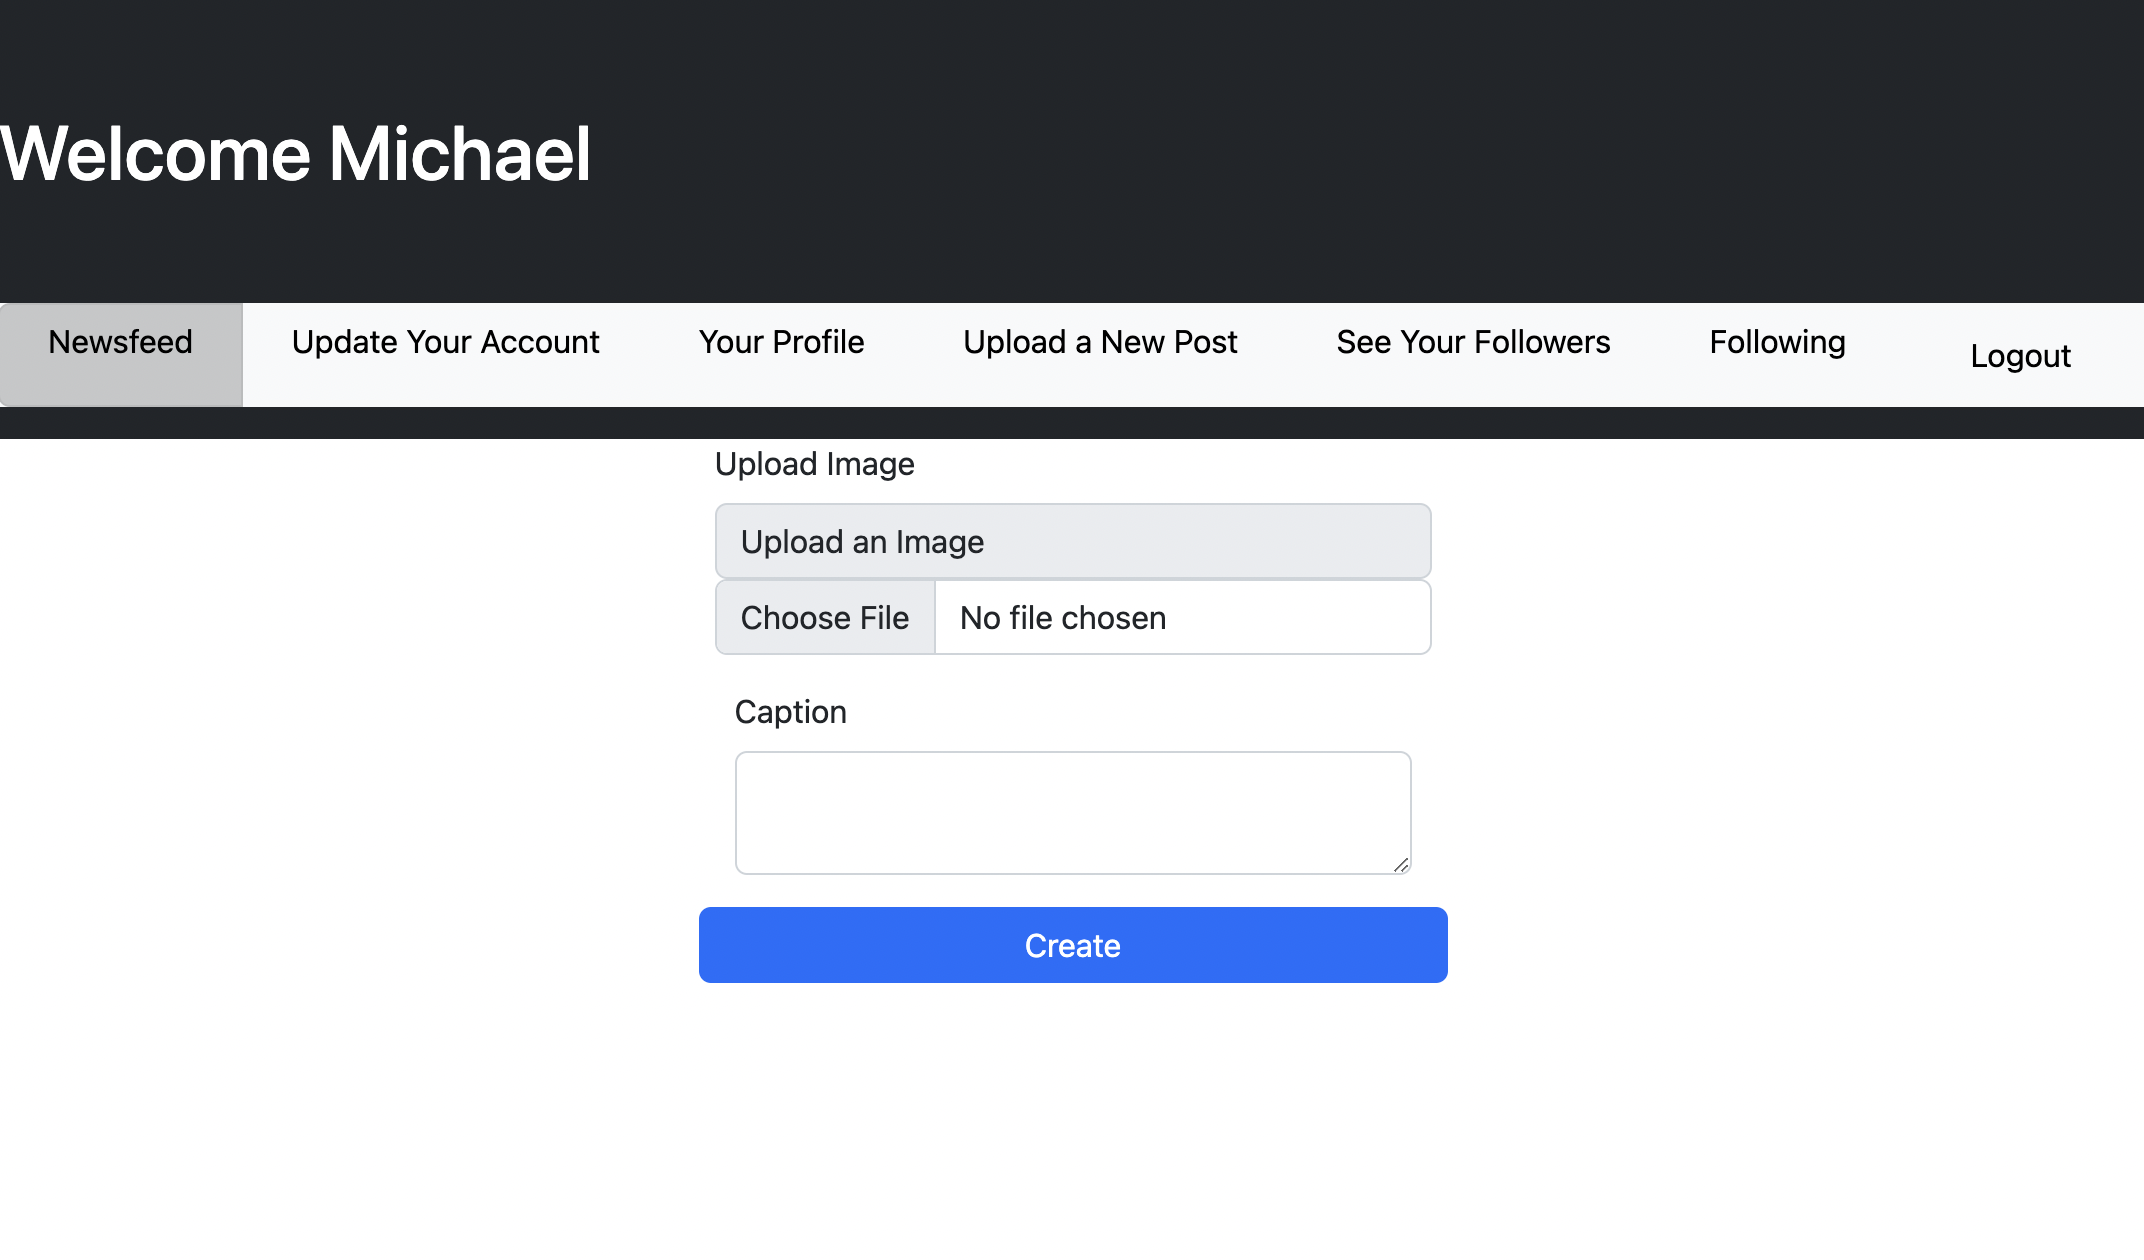 Welcome Michael
Newsfeed Update Your Account Your Profile Upload a New Post See Your Followers Following Logout
Upload Image
Upload an Image
Choose File No file chosen
Caption
Create